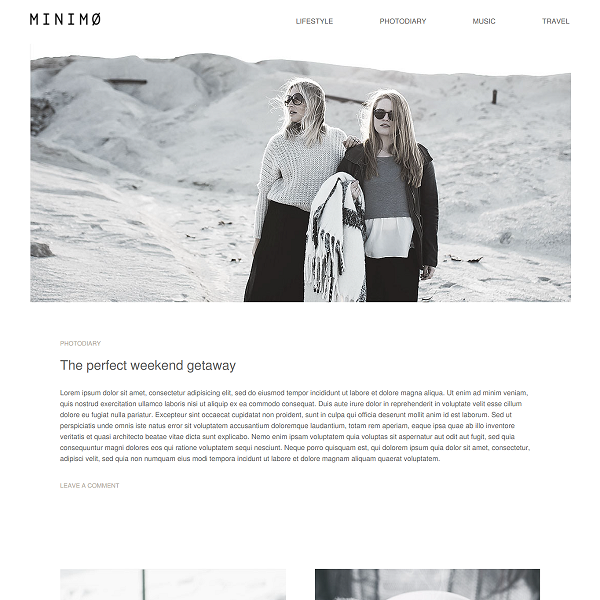 MINIMØ
LIFESTYLE PHOTODIARY MUSIC TRAVEL
PHOTODIARY
The perfect weekend getaway
Lorem ipsum dolor sit amet, consectetur adipisicing elit, sed do eiusmod tempor incididunt ut labore et dolore magna aliqua. Ut enim ad minim veniam,
quis nostrud exercitation ullamco laboris nisi ut aliquip ex ea commodo consequat. Duis aute irure dolor in reprehenderit in voluptate velit esse cillum
dolore eu fugiat nulla pariatur. Excepteur sint occaecat cupidatat non proident, sunt in culpa qui officia deserunt mollit anim id est laborum. Sed ut
perspiciatis unde omnis iste natus error sit voluptatem accusantium doloremque laudantium, totam rem aperiam, eaque ipsa quae ab illo inventore
veritatis et quasi architecto beatae vitae dicta sunt explicabo. Nemo enim ipsam voluptatem quia voluptas sit aspernatur aut odit aut fugit, sed quia
consequuntur magni dolores eos qui ratione voluptatem sequi nesciunt. Neque porro quisquam est, qui dolorem ipsum quia dolor sit amet, consectetur,
adipisci velit, sed quia non numquam eius modi tempora incidunt ut labore et dolore magnam aliquam quaerat voluptatem.
LEAVE A COMMENT